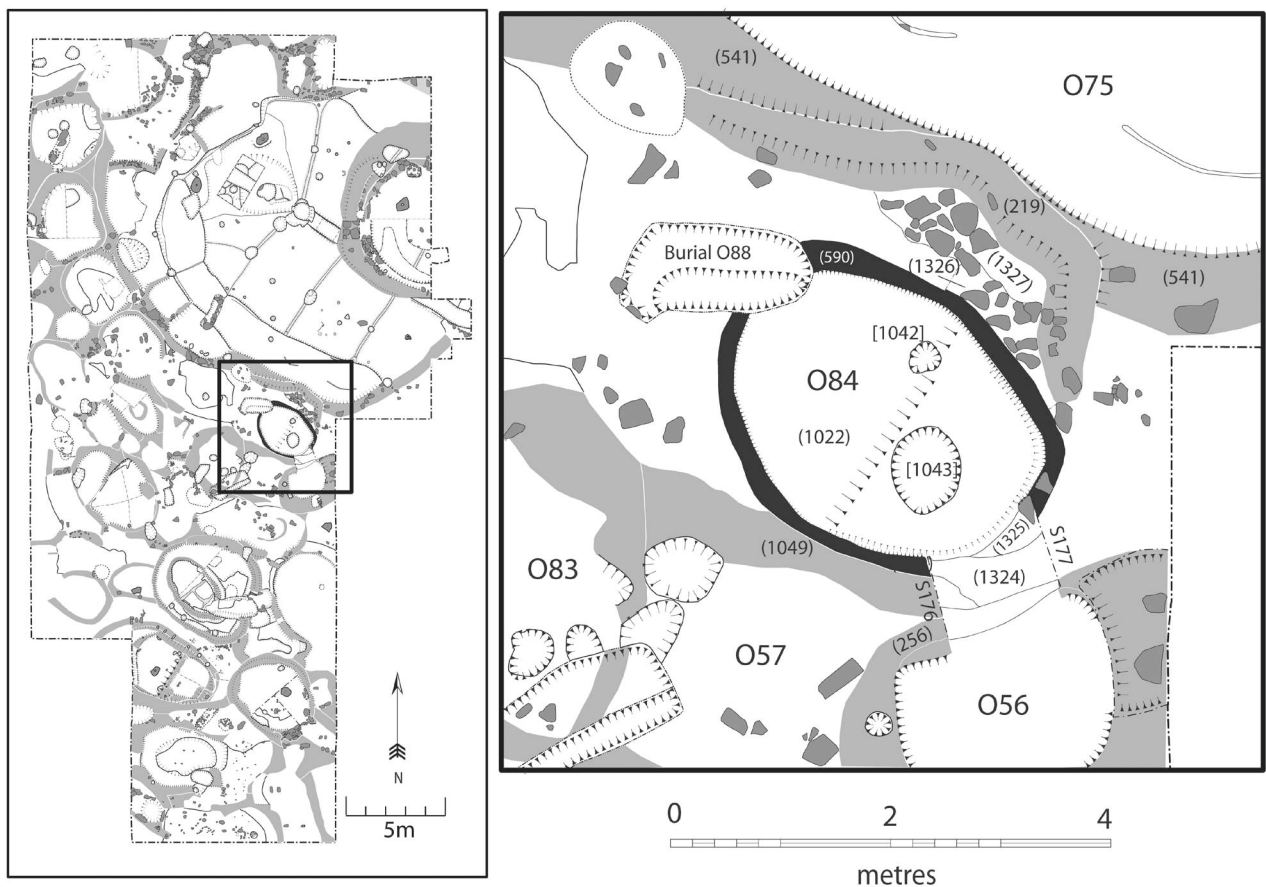 N
5m
(541)
O75
(219)
(541)
Burial O88
(590)
(1326)
(1327)
[1042]
O84
(1022)
[1043]
(1325)
S177
(1049)
(1324)
O83
S176
(256)
O57
O56
0 2 4
metres